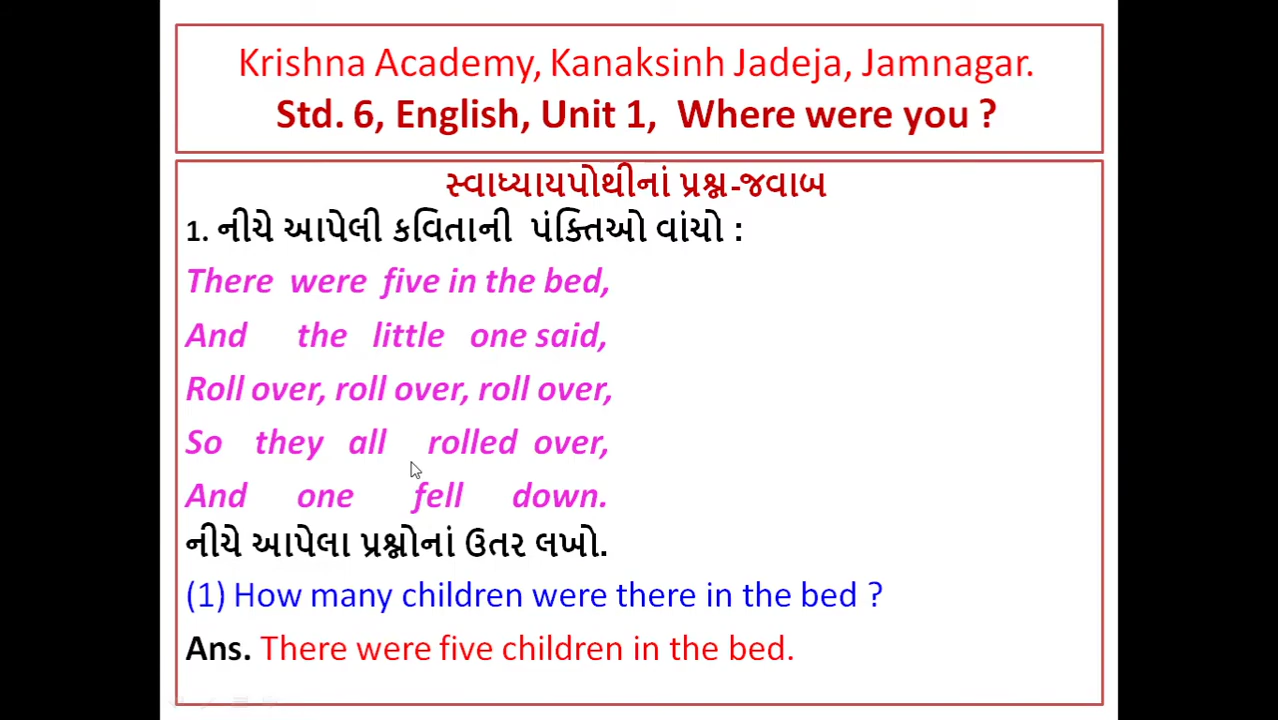 Krishna Academy, Kanaksinh Jadeja, Jamnagar.
Std. 6, English, Unit 1, Where were you ?
સ્વાધ્યાયપોથીનાં પ્રશ્ન-જવાબ
1. નીચે આપેલી કવિતાની પંક્તિઓ વાંચો :
There were five in the bed,
And the little one said,
Roll over, roll over, roll over,
So they all rolled over,
And one fell down.
નીચે આપેલા પ્રશ્નોનાં ઉતર લખો.
(1) How many children were there in the bed ?
Ans. There were five children in the bed.